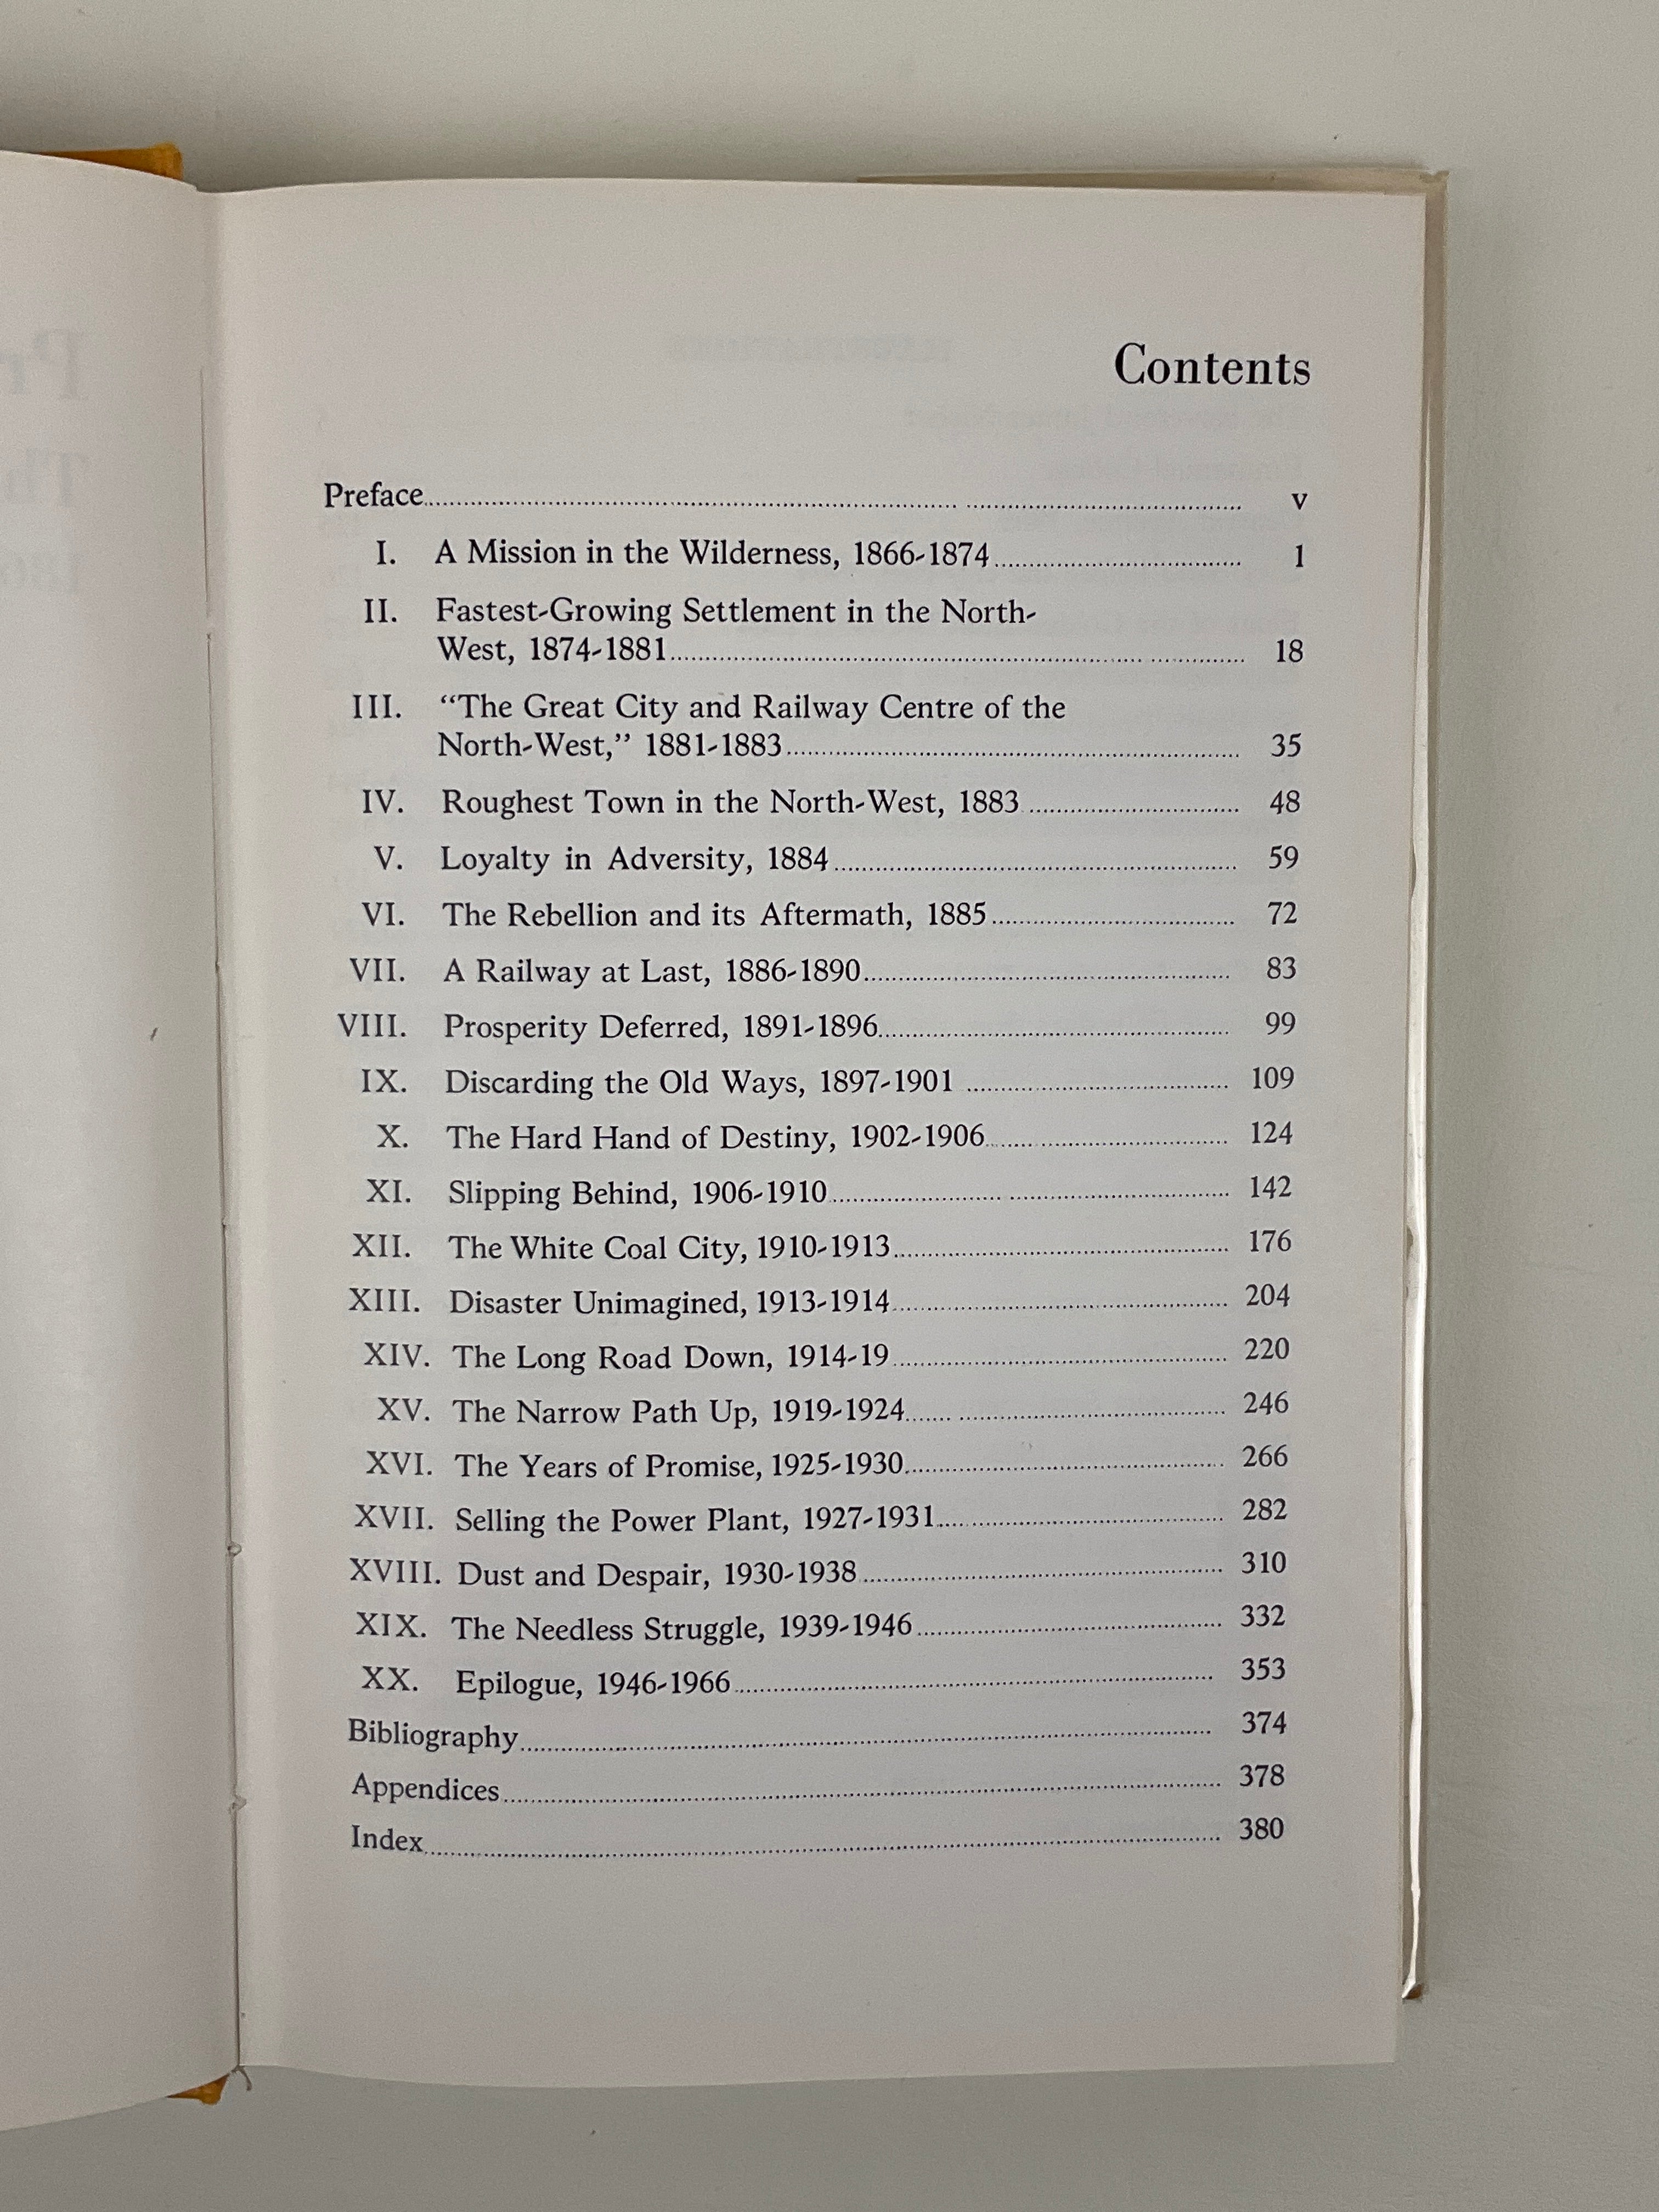 Contents
Preface v
I. A Mission in the Wilderness, 1866-1874 1
II. Fastest-Growing Settlement in the North-
West, 1874-1881 18
III. “The Great City and Railway Centre of the
North-West,” 1881-1883 35
IV. Roughest Town in the North-West, 1883 48
V. Loyalty in Adversity, 1884 59
VI. The Rebellion and its Aftermath, 1885 72
VII. A Railway at Last, 1886-1890 83
VIII. Prosperity Deferred, 1891-1896 99
IX. Discarding the Old Ways, 1897-1901 109
X. The Hard Hand of Destiny, 1902-1906 124
XI. Slipping Behind, 1906-1910 142
XII. The White Coal City, 1910-1913 176
XIII. Disaster Unimagined, 1913-1914 204
XIV. The Long Road Down, 1914-19 220
XV. The Narrow Path Up, 1919-1924 246
XVI. The Years of Promise, 1925-1930 266
XVII. Selling the Power Plant, 1927-1931 282
XVIII. Dust and Despair, 1930-1938 310
XIX. The Needless Struggle, 1939-1946 332
XX. Epilogue, 1946-1966 353
Bibliography 374
Appendices 378
Index 380